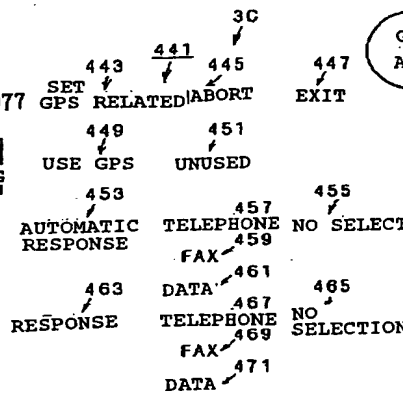 3C
441
443 445 447
SET
77 GPS RELATED ABORT EXIT
449 451
USE GPS UNUSED
453 455
AUTOMATIC TELEPHONE 457 NO SELECT
RESPONSE
FAX 459
DATA 461
463 465
RESPONSE TELEPHONE 467 NO
SELECTION
FAX 469
DATA 471